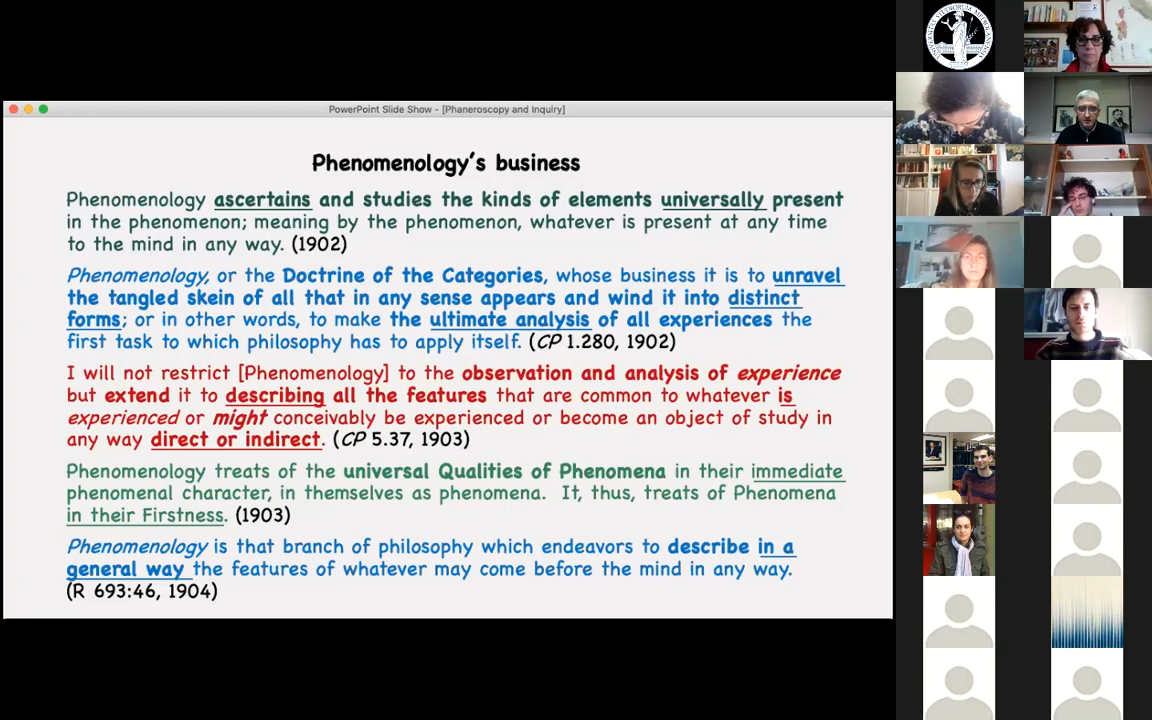 PowerPoint Slide Show - [Phaneroscopy and Inquiry]
Phenomenology's business
Phenomenology ascertains and studies the kinds of elements universally present
in the phenomenon; meaning by the phenomenon, whatever is present at any time
to the mind in any way. (1902)
Phenomenology, or the Doctrine of the Categories, whose business it is to unravel
the tangled skein of all that in any sense appears and wind it into distinct
forms; or in other words, to make the ultimate analysis of all experiences the
first task to which philosophy has to apply itself. (CP 1.280, 1902)
I will not restrict [Phenomenology] to the observation and analysis of experience
but extend it to describing all the features that are common to whatever is
experienced or might conceivably be experienced or become an object of study in
any way direct or indirect. (CP 5.37, 1903)
Phenomenology treats of the universal Qualities of Phenomena in their immediate
phenomenal character, in themselves as phenomena. It, thus, treats of Phenomena
in their Firstness. (1903)
Phenomenology is that branch of philosophy which endeavors to describe in a
general way the features of whatever may come before the mind in any way.
(R 693:46, 1904)